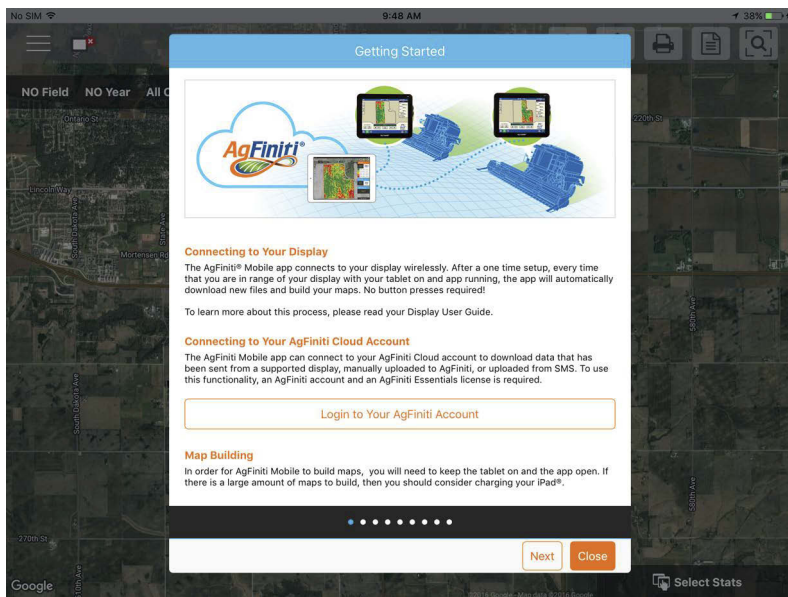 No SIM
9:48 AM
38%
Getting Started
NO Field NO Year All C
AgFiniti®
Connecting to Your Display
The AgFiniti® Mobile app connects to your display wirelessly. After a one time setup, every time
that you are in range of your display with your tablet on and app running, the app will automatically
download new files and build your maps. No button presses required!
To learn more about this process, please read your Display User Guide.
Connecting to Your AgFiniti Cloud Account
The AgFiniti Mobile app can connect to your AgFiniti Cloud account to download data that has
been sent from a supported display, manually uploaded to AgFiniti, or uploaded from SMS. To use
this functionality, an AgFiniti account and an AgFiniti Essentials license is required.
Login to Your AgFiniti Account
Map Building
In order for AgFiniti Mobile to build maps, you will need to keep the tablet on and the app open. If
there is a large amount of maps to build, then you should consider charging your iPad®.
Next
Close
Ontario St
220th St
Lincoln Way
South Dakota Ave
State Ave
Mortensen Rd
580th Ave
South Dakota Ave
580th Ave
270th St
Google
Select Stats